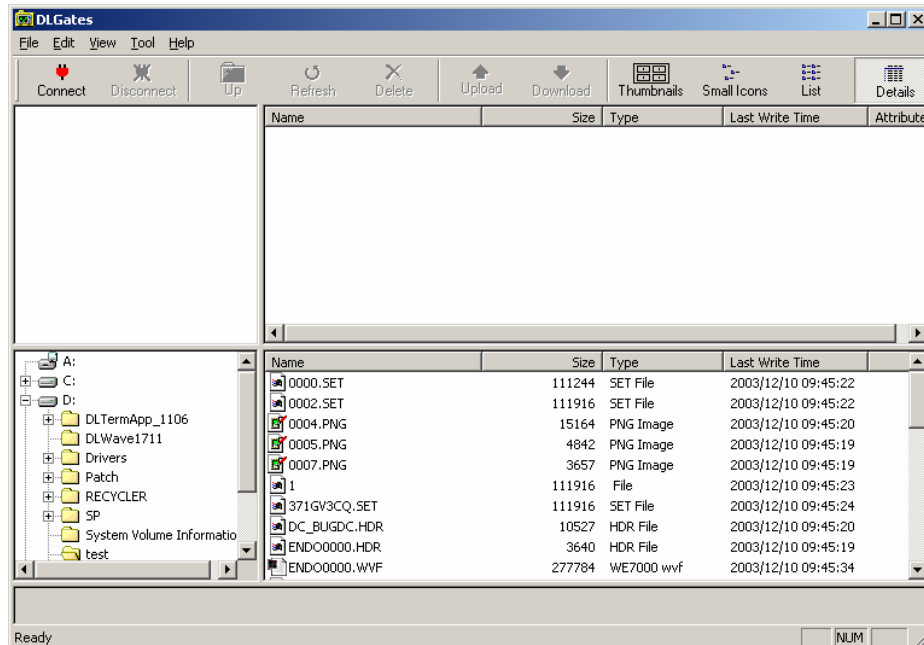 DLGates
File Edit View Tool Help
Connect Disconnect Up Refresh Delete Upload Download Thumbnails Small Icons List Details
Name Size Type Last Write Time Attribute
A:
C:
D:
DLTermApp_1106
DLWave1711
Drivers
Patch
RECYCLER
SP
System Volume Informatio
test
Name Size Type Last Write Time
0000.SET 111244 SET File 2003/12/10 09:45:22
0002.SET 111916 SET File 2003/12/10 09:45:22
0004.PNG 15164 PNG Image 2003/12/10 09:45:20
0005.PNG 4842 PNG Image 2003/12/10 09:45:19
0007.PNG 3657 PNG Image 2003/12/10 09:45:19
1 111916 File 2003/12/10 09:45:23
371GV3CQ.SET 111916 SET File 2003/12/10 09:45:24
DC_BUGDC.HDR 10527 HDR File 2003/12/10 09:45:20
ENDO0000.HDR 3640 HDR File 2003/12/10 09:45:19
ENDO0000.WVF 277784 WE7000 wvf 2003/12/10 09:45:34
Ready NUM